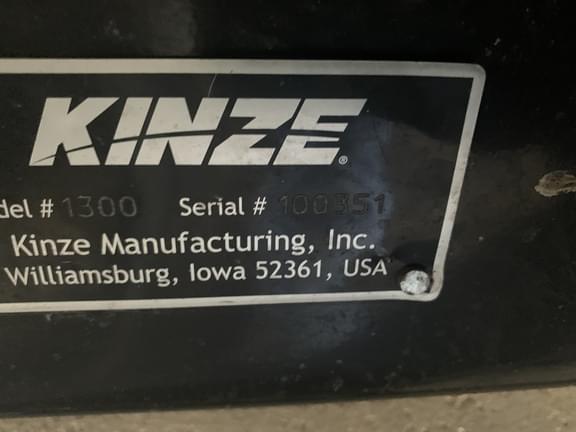 KINZE®
del # 1300 Serial # 100351
Kinze Manufacturing, Inc.
Williamsburg, Iowa 52361, USA